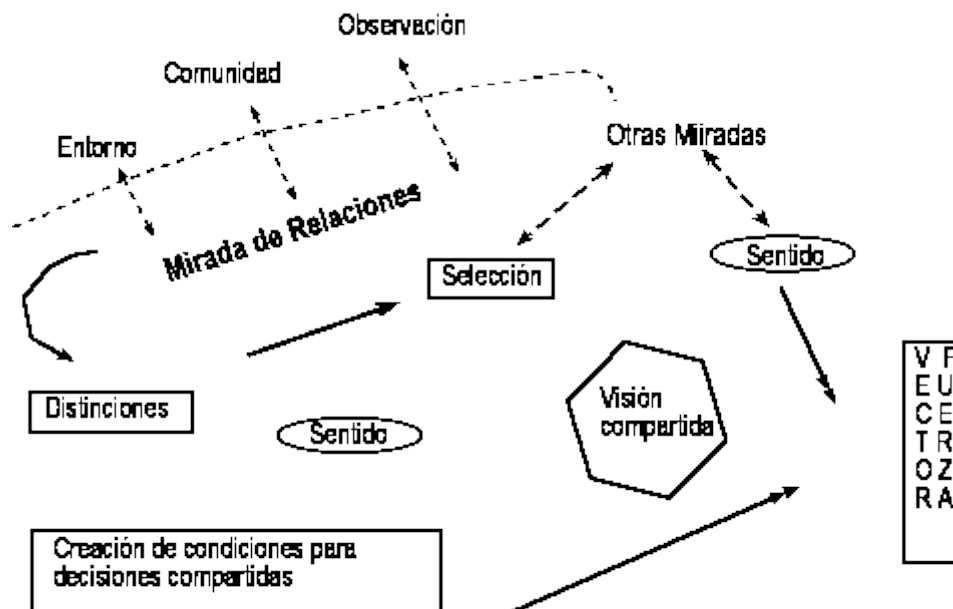 Observación
Comunidad
Entorno
Otras Miiradas
Mirada de Relaciones
Selección
Sentido
Distinciones
Sentido
Visión
compartida
V F
E U
C E
T R
O Z
R A
Creación de condiciones para
decisiones compartidas